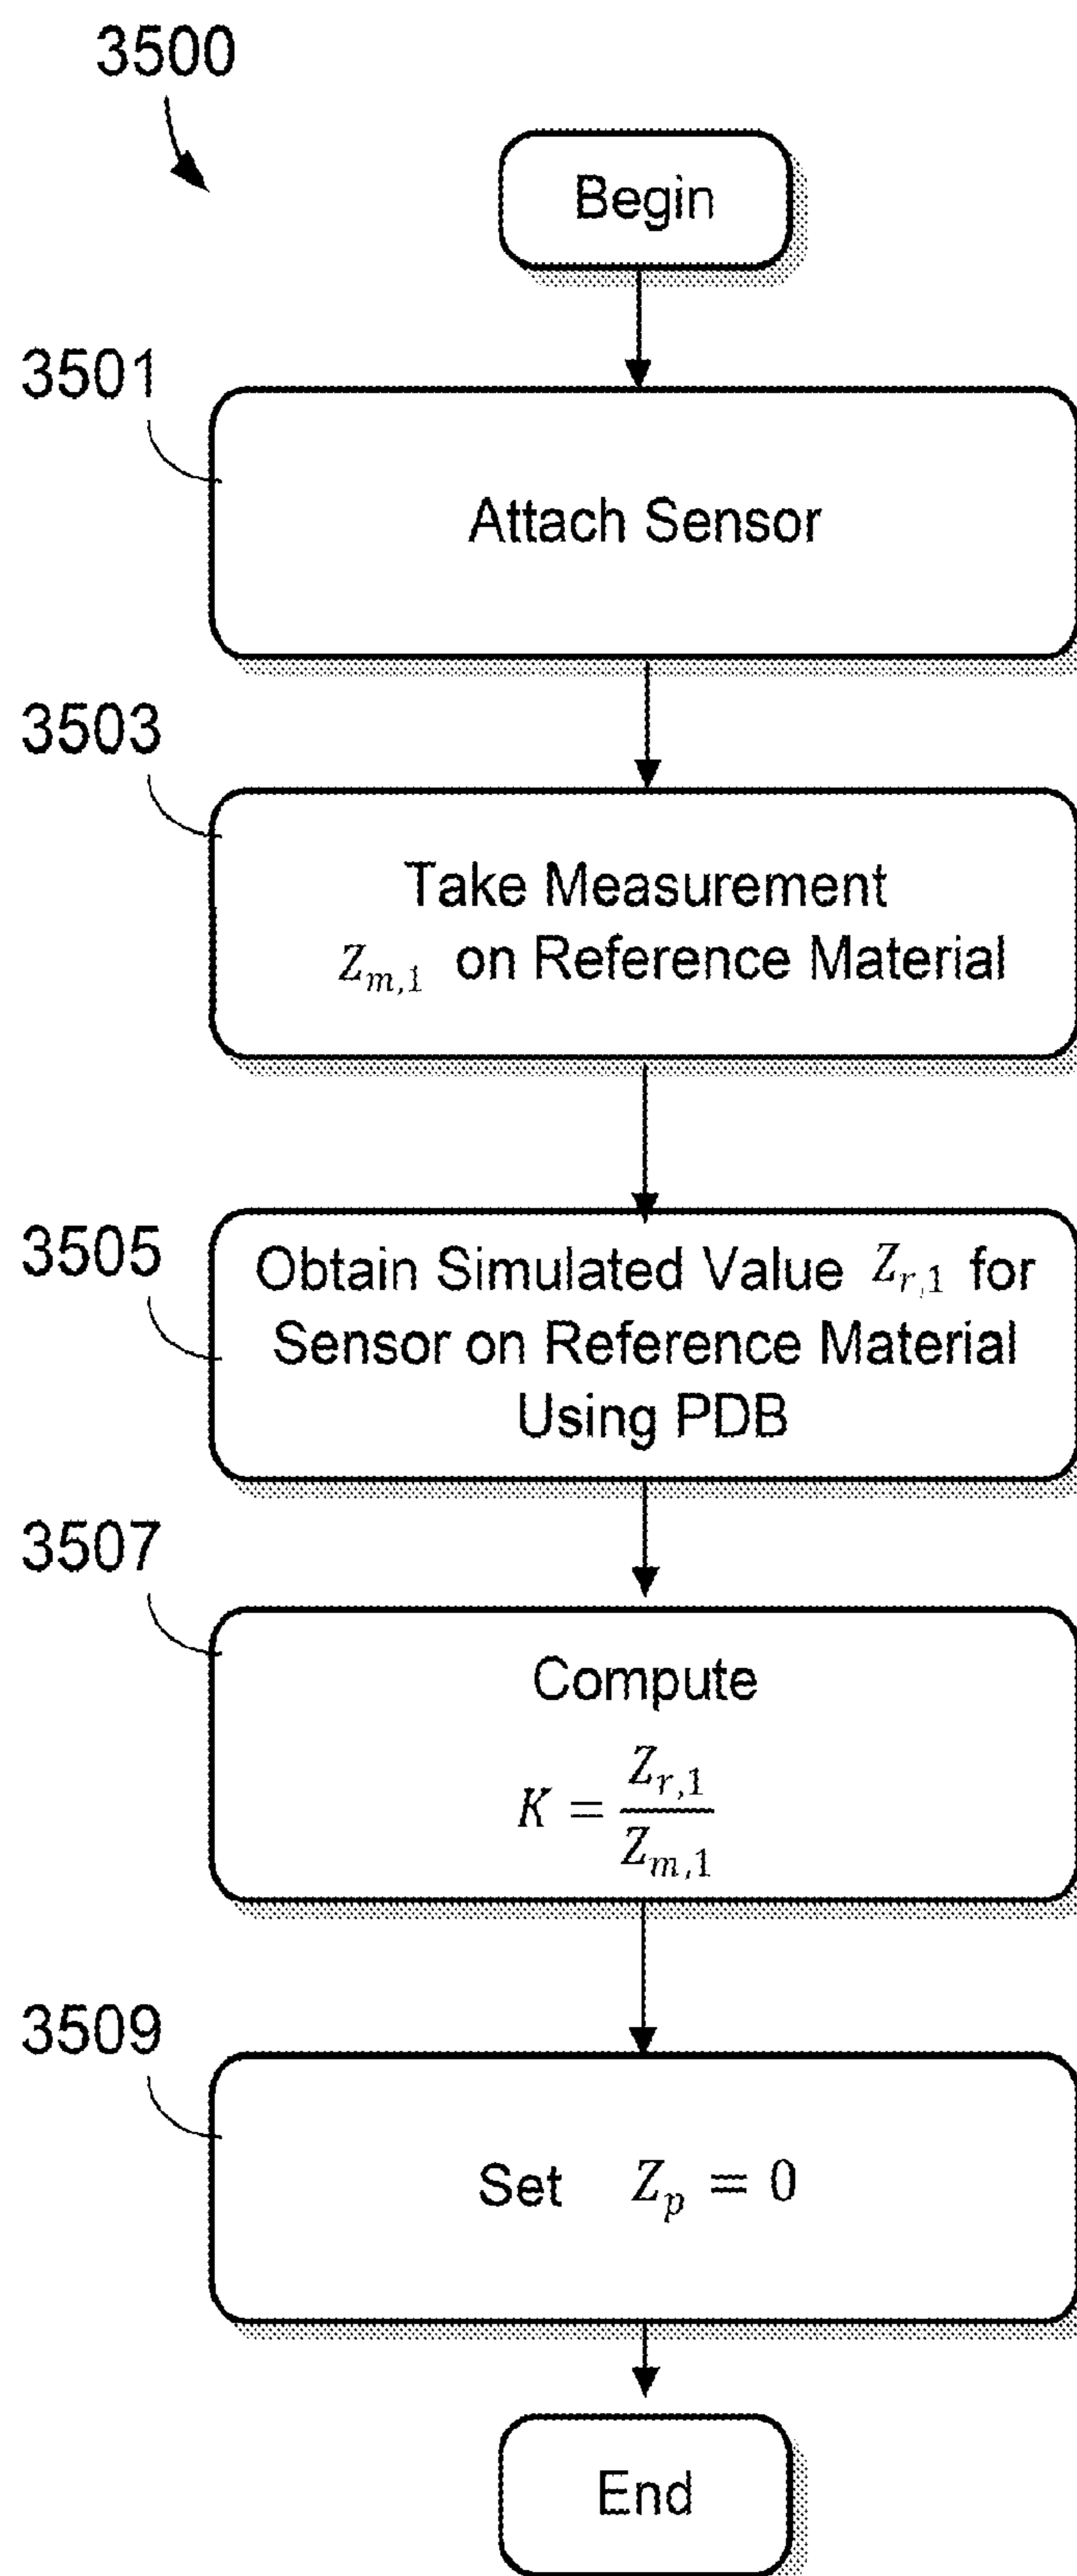 3500
Begin
3501
Attach Sensor
3503
Take Measurement
Z_{m,1} on Reference Material
3505
Obtain Simulated Value Z_{r,1} for
Sensor on Reference Material
Using PDB
3507
Compute
K = \frac{Z_{r,1}}{Z_{m,1}}
3509
Set Z_p = 0
End